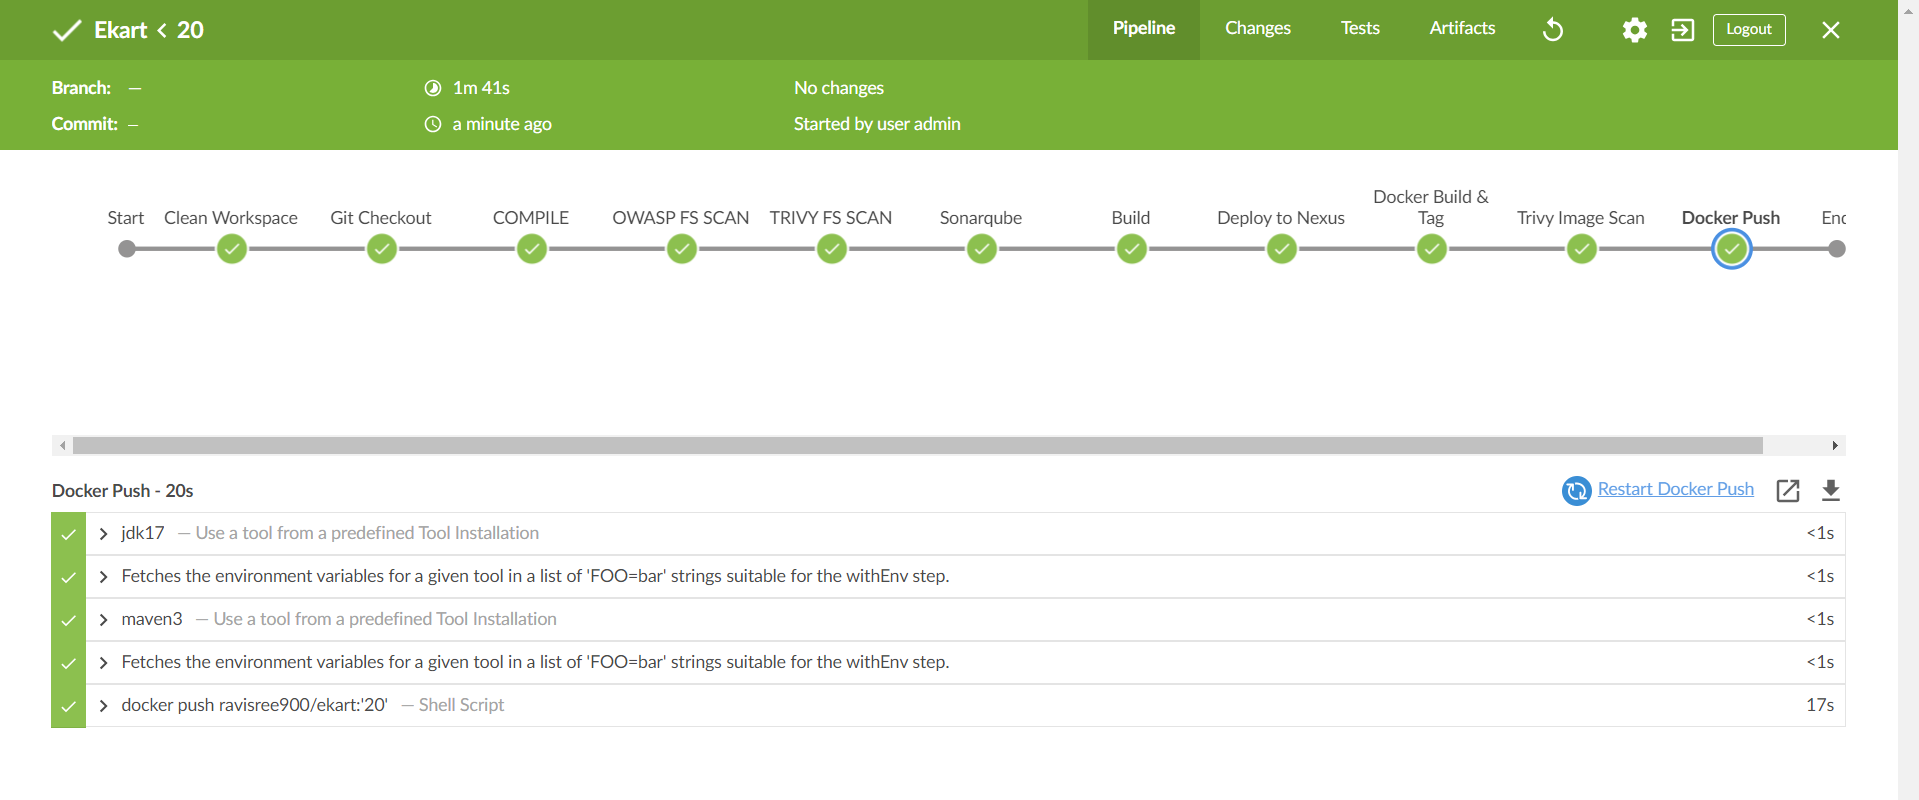 Ekart < 20
Pipeline
Changes
Tests
Artifacts
Logout
Branch: —
1m 41s
No changes
Commit: —
a minute ago
Started by user admin
Start
Clean Workspace
Git Checkout
COMPILE
OWASP FS SCAN
TRIVY FS SCAN
Sonarqube
Build
Deploy to Nexus
Docker Build &
Tag
Trivy Image Scan
Docker Push
Enc
Docker Push - 20s
Restart Docker Push
jdk17 — Use a tool from a predefined Tool Installation <1s
Fetches the environment variables for a given tool in a list of 'FOO=bar' strings suitable for the withEnv step. <1s
maven3 — Use a tool from a predefined Tool Installation <1s
Fetches the environment variables for a given tool in a list of 'FOO=bar' strings suitable for the withEnv step. <1s
docker push ravisree900/ekart:'20' — Shell Script 17s